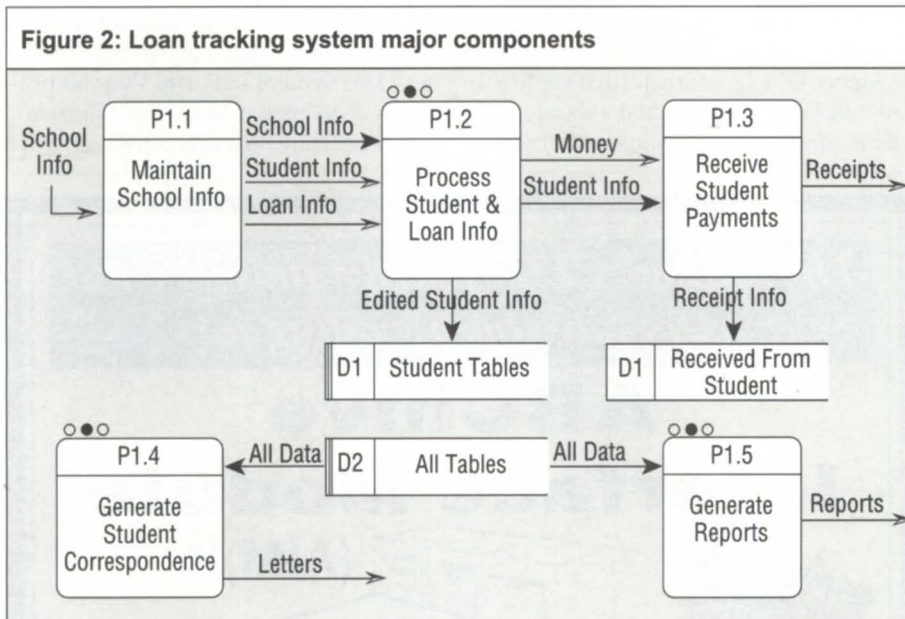 Figure 2: Loan tracking system major components
School
Info
P1.1
Maintain
School Info
School Info
Student Info
Loan Info
P1.2
Process
Student &
Loan Info
Money
Student Info
P1.3
Receive
Student
Payments
Receipts
Edited Student Info
Receipt Info
D1
Student Tables
D1
Received From
Student
P1.4
Generate
Student
Correspondence
All Data
D2
All Tables
All Data
P1.5
Generate
Reports
Reports
Letters